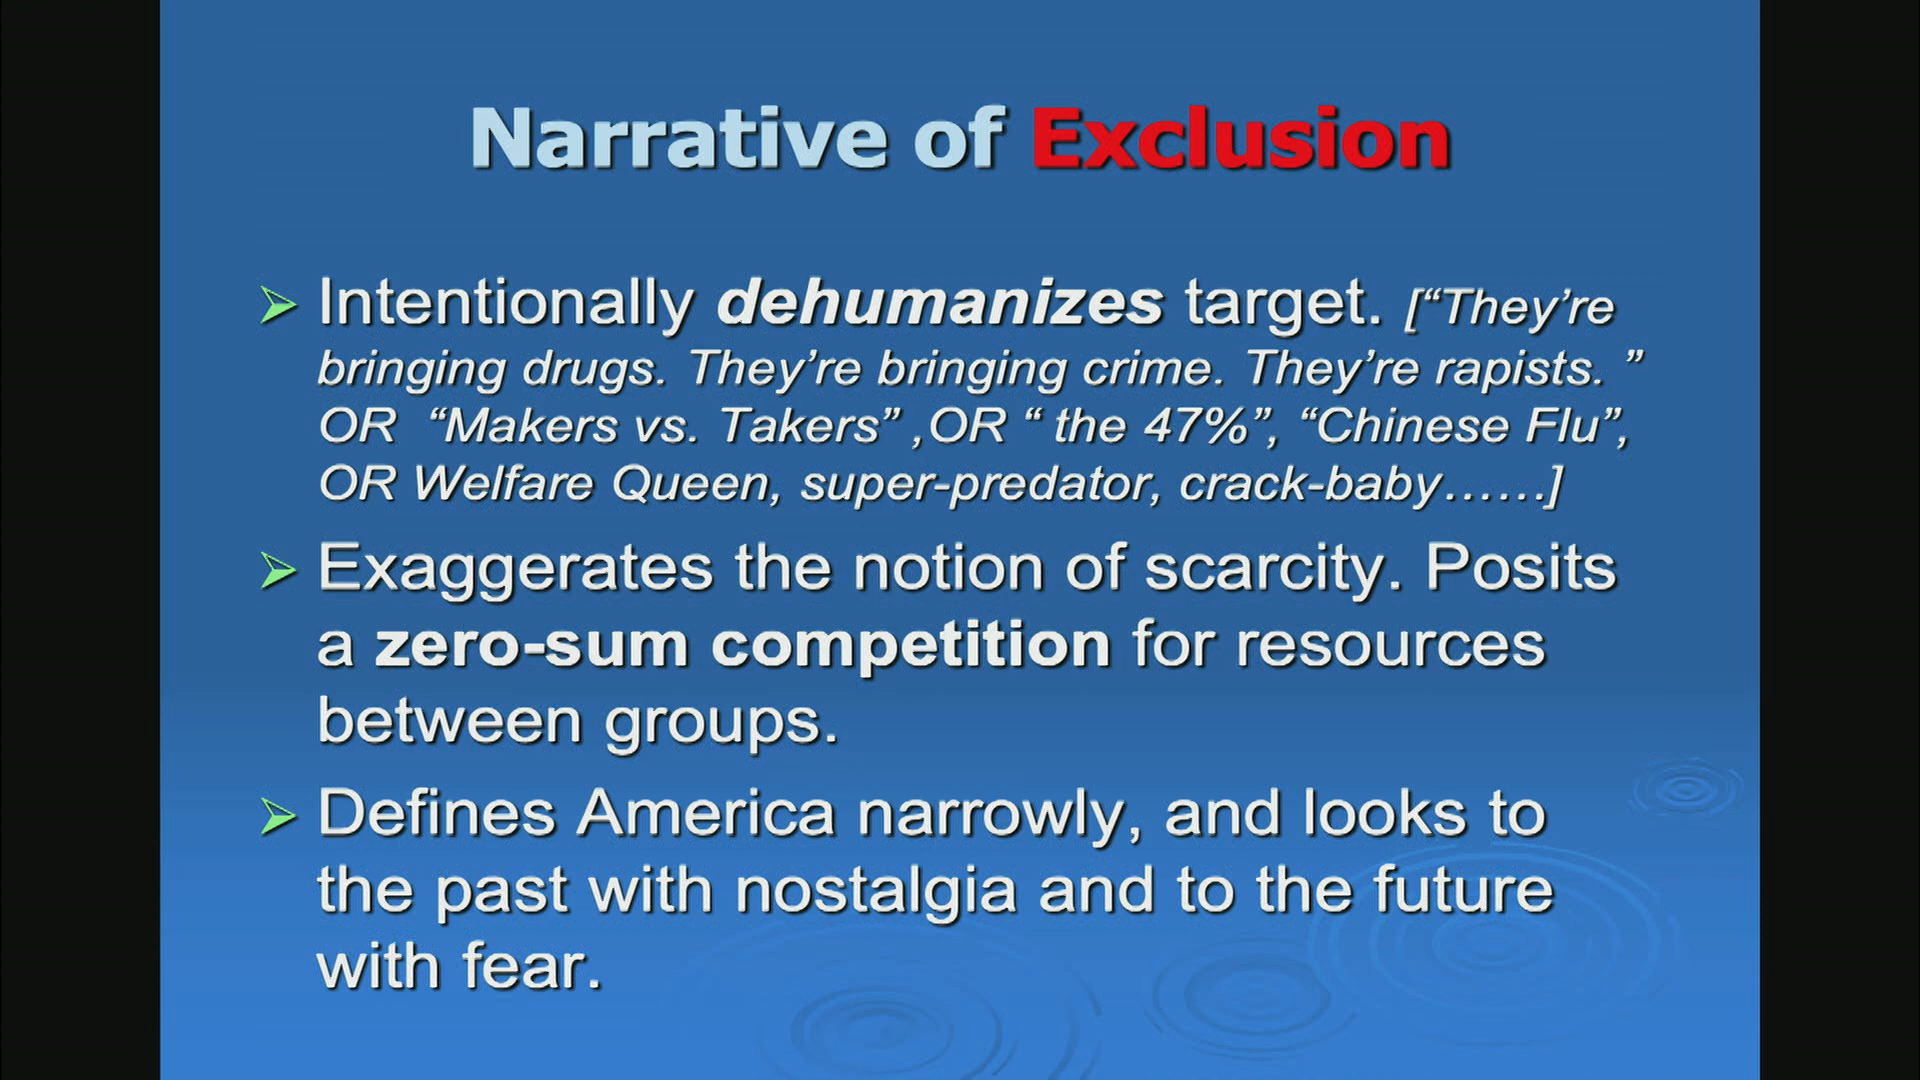 Narrative of Exclusion
Intentionally dehumanizes target. [“They’re
bringing drugs. They’re bringing crime. They’re rapists. ”
OR “Makers vs. Takers” ,OR “ the 47%”, “Chinese Flu”,
OR Welfare Queen, super-predator, crack-baby......]
Exaggerates the notion of scarcity. Posits
a zero-sum competition for resources
between groups.
Defines America narrowly, and looks to
the past with nostalgia and to the future
with fear.